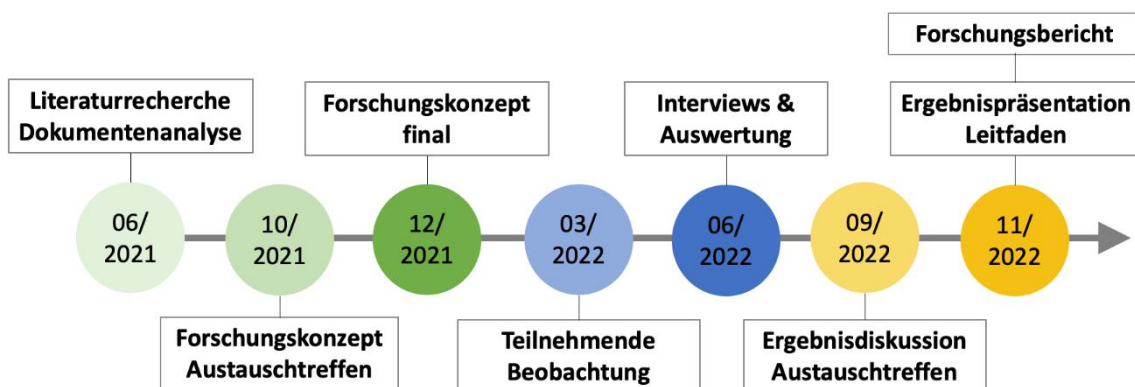 Forschungsbericht
Literaturrecherche
Dokumentenanalyse
Forschungskonzept
final
Interviews &
Auswertung
Ergebnispräsentation
Leitfaden
06/
2021
10/
2021
12/
2021
03/
2022
06/
2022
09/
2022
11/
2022
Forschungskonzept
Austauschtreffen
Teilnehmende
Beobachtung
Ergebnisdiskussion
Austauschtreffen